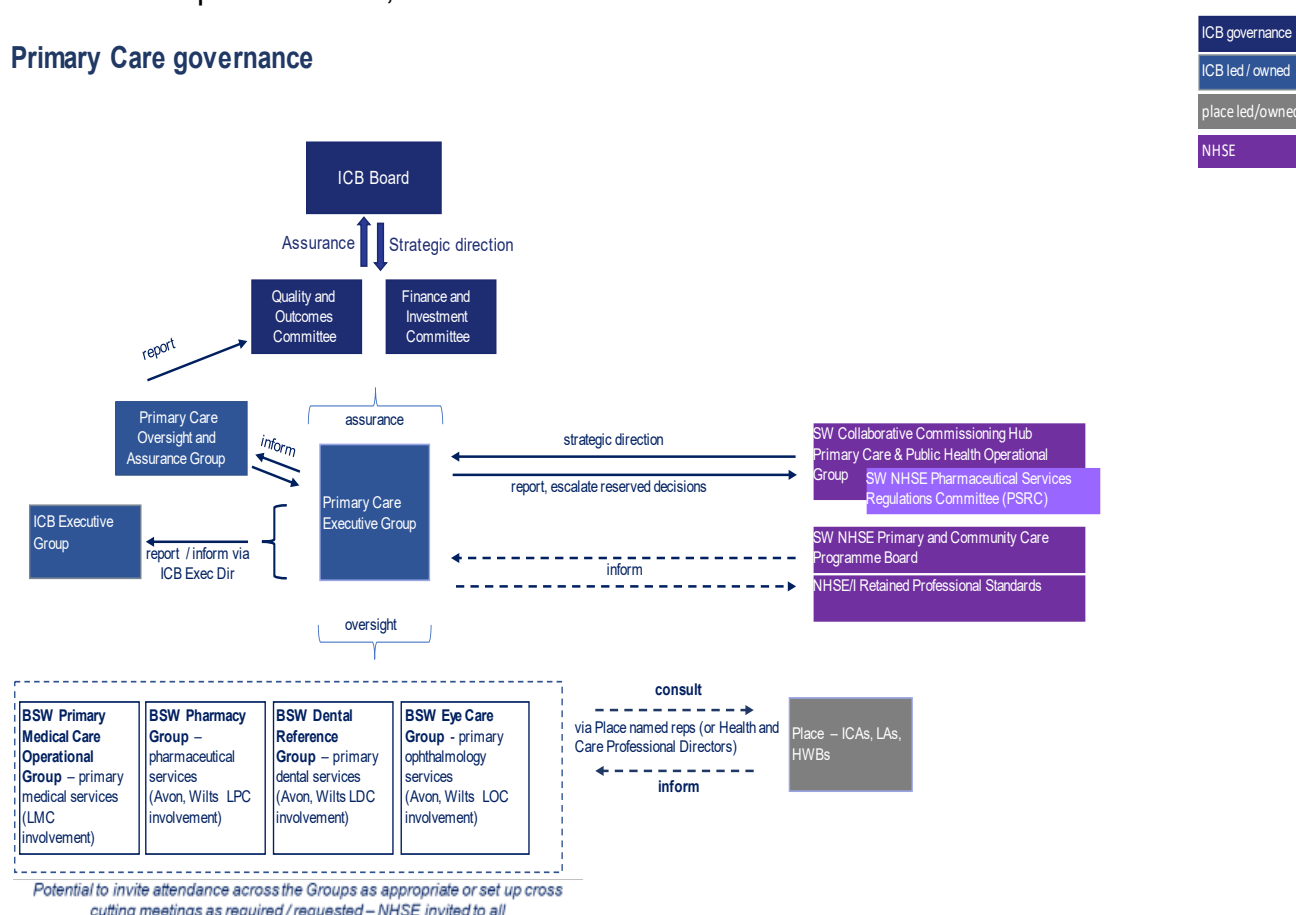 Primary Care governance
ICB governance
ICB led / owned
place led/owned
NHSE
ICB Board
Assurance
Strategic direction
Quality and
Outcomes
Committee
Finance and
Investment
Committee
report
Primary Care
Oversight and
Assurance Group
inform
assurance
Primary Care
Executive Group
ICB Executive
Group
report / inform via
ICB Exec Dir
strategic direction
report, escalate reserved decisions
SW Collaborative Commissioning Hub
Primary Care & Public Health Operational
Group
SW NHSE Pharmaceutical Services
Regulations Committee (PSRC)
inform
SW NHSE Primary and Community Care
Programme Board
NHSE/I Retained Professional Standards
oversight
BSW Primary
Medical Care
Operational
Group – primary
medical services
(LMC
involvement)
BSW Pharmacy
Group –
pharmaceutical
services
(Avon, Wilts LPC
involvement)
BSW Dental
Reference
Group – primary
dental services
(Avon, Wilts LDC
involvement)
BSW Eye Care
Group - primary
ophthalmology
services
(Avon, Wilts LOC
involvement)
consult
via Place named reps (or Health and
Care Professional Directors)
inform
Place – ICAs, LAs,
HWBs
Potential to invite attendance across the Groups as appropriate or set up cross
cutting meetings as required / requested – NHSE invited to all